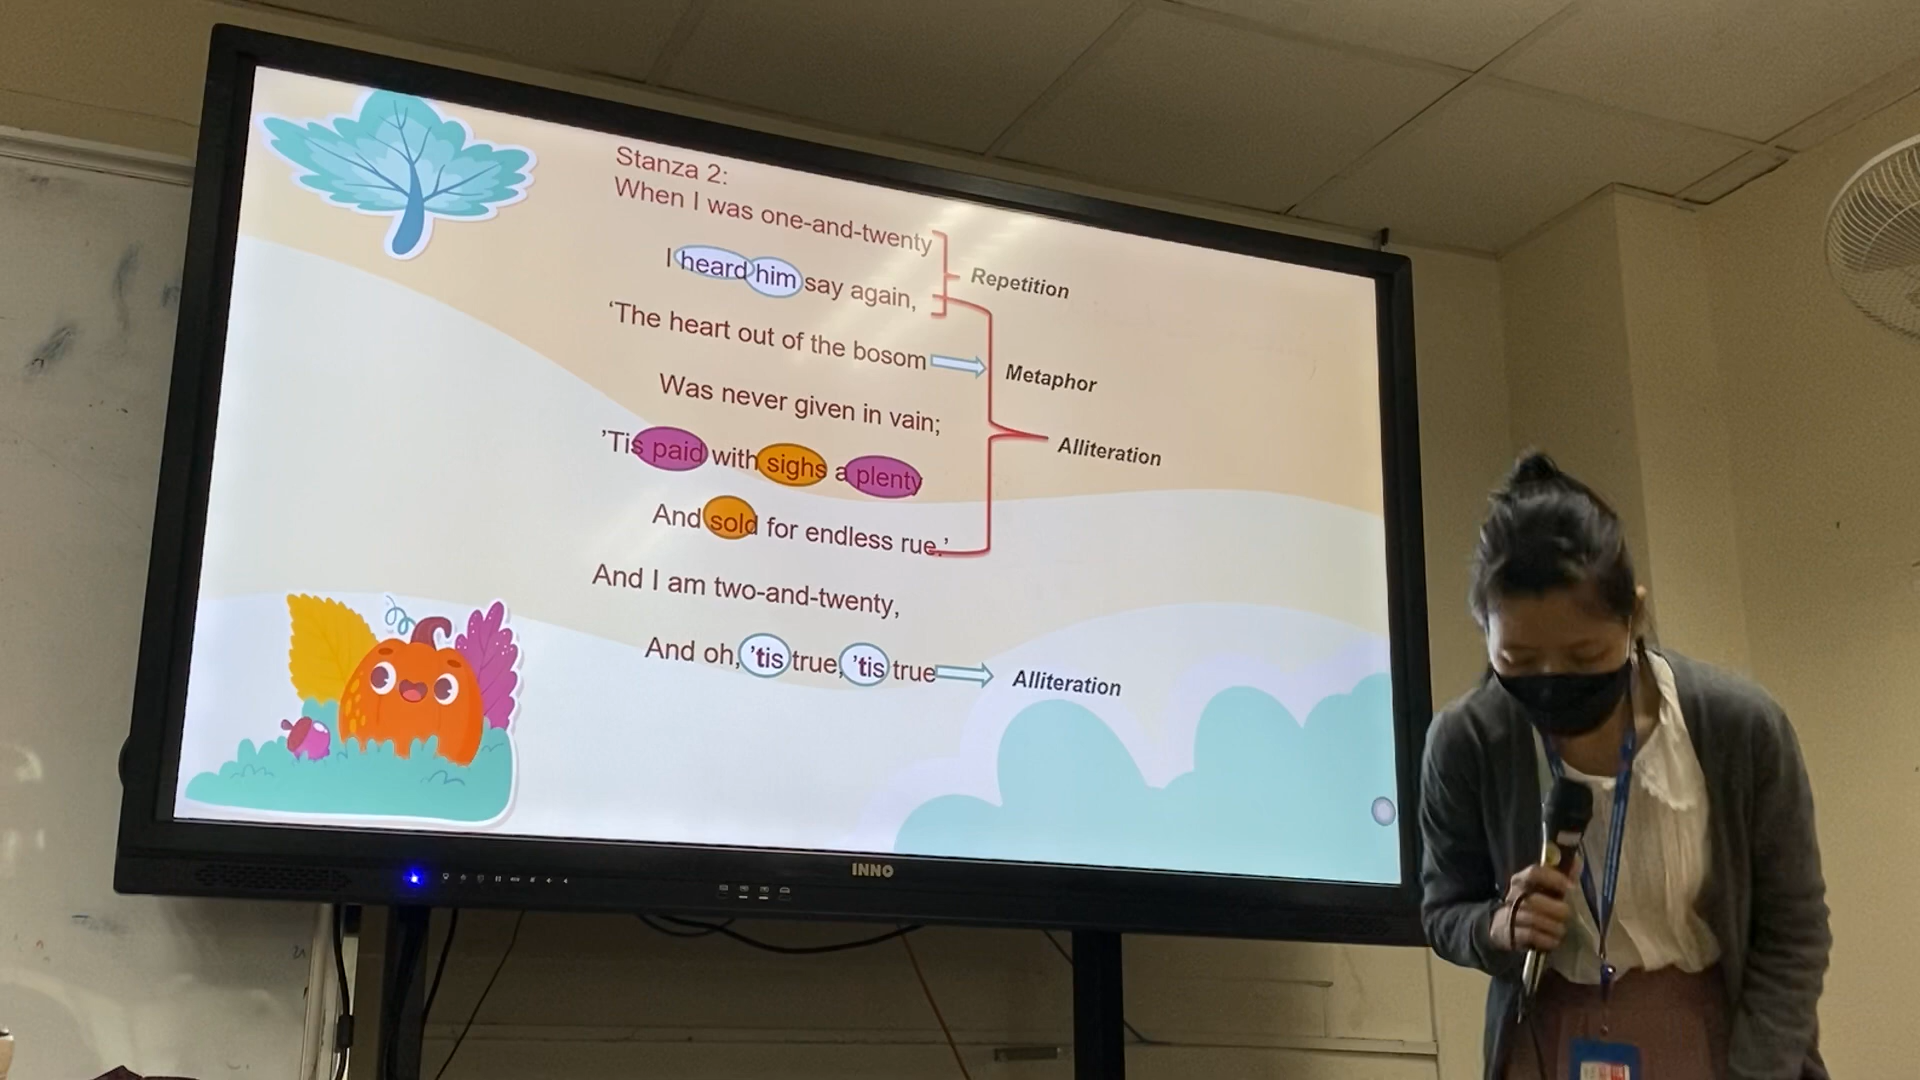 Stanza 2:
When I was one-and-twenty
I heard him say again,
Repetition
‘The heart out of the bosom
Metaphor
Was never given in vain;
Alliteration
’Tis paid with sighs a plenty
And sold for endless rue.’
And I am two-and-twenty,
And oh, ’tis true, ’tis true
Alliteration
INNO